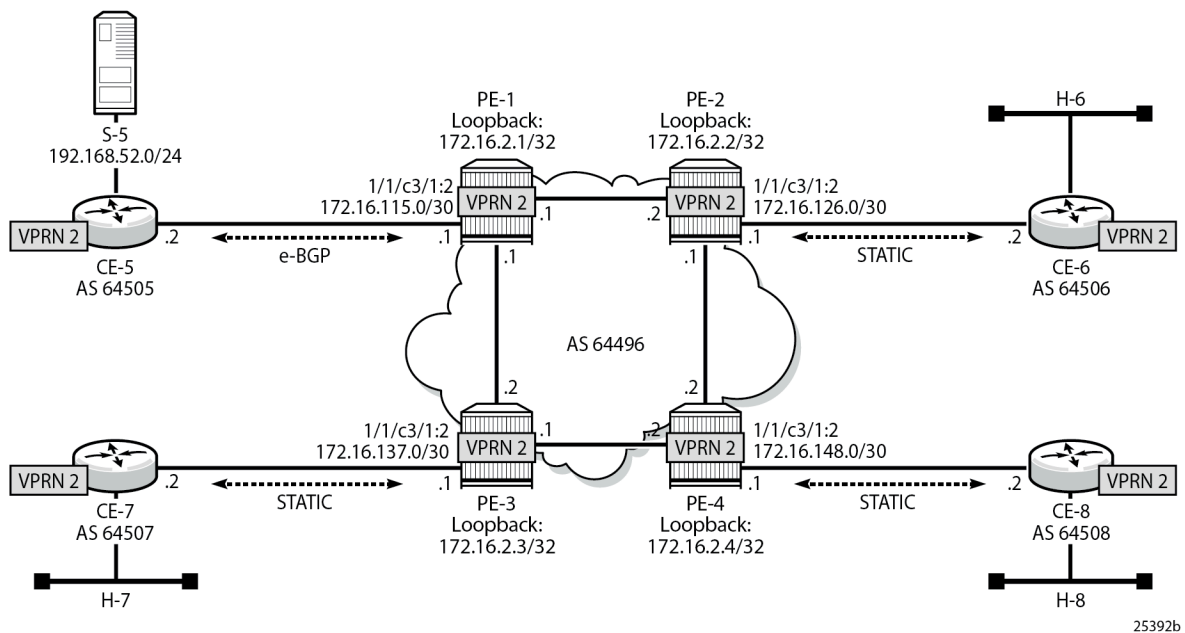 S-5
192.168.52.0/24
PE-1
Loopback:
172.16.2.1/32
PE-2
Loopback:
172.16.2.2/32
H-6
1/1/c3/1:2
172.16.115.0/30
VPRN 2
.1
.2
VPRN 2
1/1/c3/1:2
172.16.126.0/30
VPRN 2
.2
.1
.1
.2
VPRN 2
e-BGP
STATIC
CE-5
AS 64505
.1
.1
CE-6
AS 64506
AS 64496
.2
.2
1/1/c3/1:2
172.16.137.0/30
VPRN 2
.1
.2
VPRN 2
1/1/c3/1:2
172.16.148.0/30
VPRN 2
.2
.1
.1
.2
VPRN 2
STATIC
STATIC
CE-7
AS 64507
PE-3
Loopback:
172.16.2.3/32
PE-4
Loopback:
172.16.2.4/32
CE-8
AS 64508
H-7
H-8
25392b